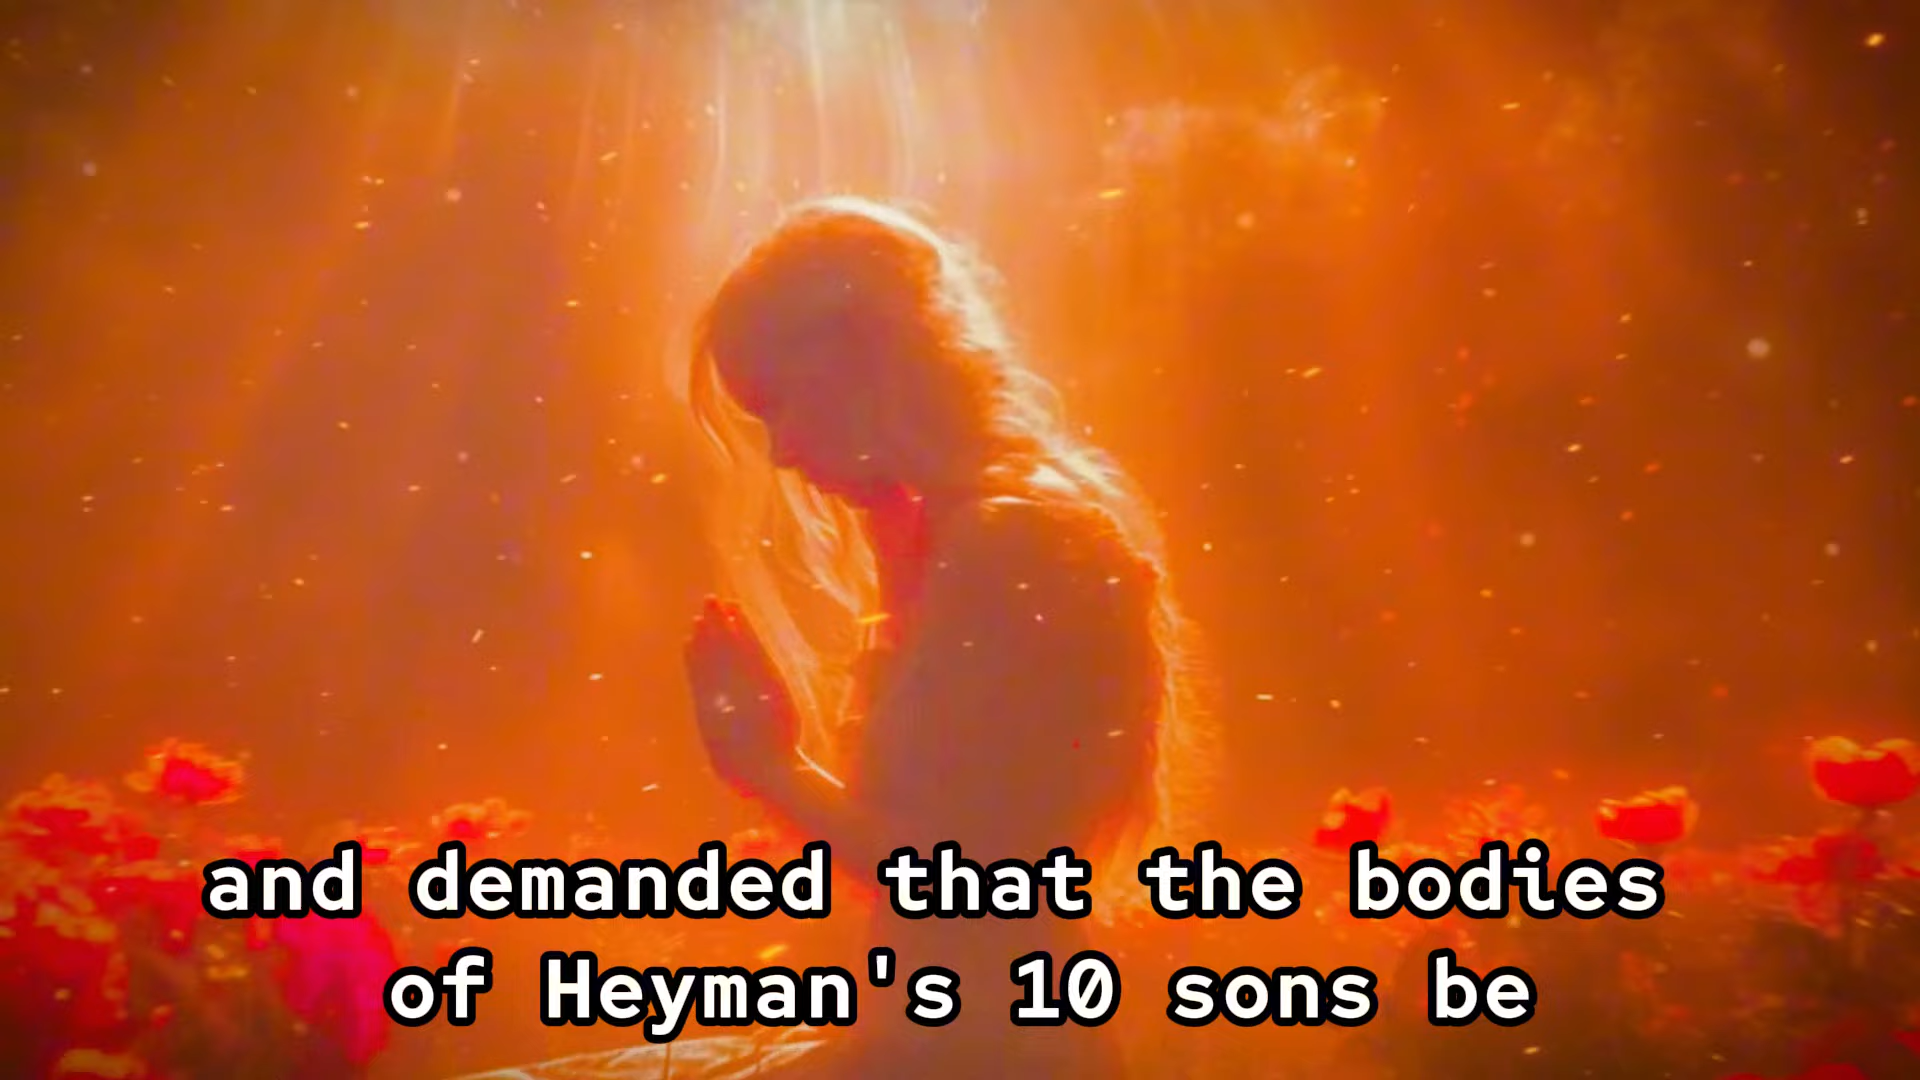 and demanded that the bodies
of Heyman's 10 sons be